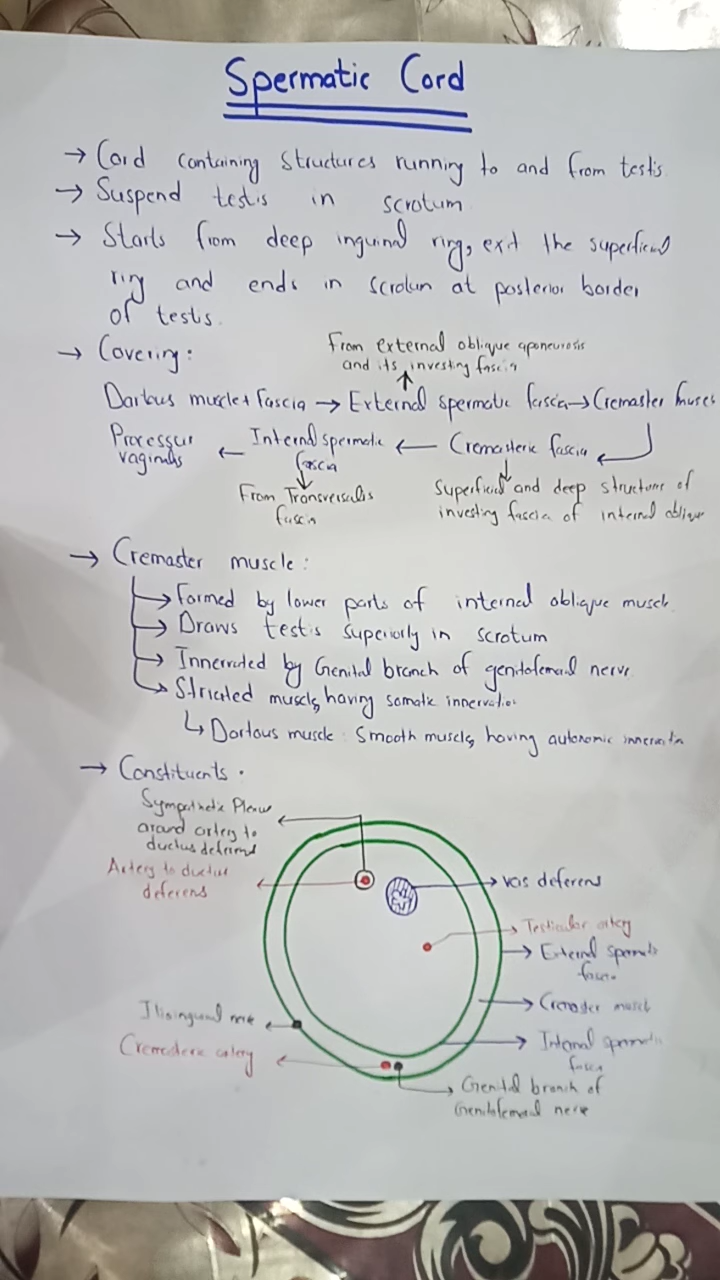 Spermatic Cord
→ Cord containing structures running to and from testis
→ Suspend testis in scrotum
→ Starts from deep inguinal ring, exit the superficial
ring and ends in scrotum at posterior border
of testis.
→ Covering:
From external oblique aponeurosis
and its investing fascia
Dartous muscle + Fascia → External spermatic fascia → Cremaster muscles
Processus
vaginalis
← Internal spermatic
fascia
← Cremasteric fascia
From Transversalis
fascia
Superficial and deep structure of
investing fascia of internal oblique
→ Cremaster muscle:
→ Formed by lower parts of internal oblique muscle.
→ Draws testis superiorly in scrotum
→ Innervated by Genital branch of genitofemoral nerve.
→ Striated muscle, having somatic innervation
↳ Dartous muscle: Smooth muscle, having autonomic innervation
→ Constituents.
Sympathetic Plexus
around artery to
ductus deferens
Artery to ductus
deferens
vas deferens
Testicular artery
External spermatic
fascia
Cremaster muscle
Ilioinguinal nerve
Internal spermatic
fascia
Cremasteric artery
Genital branch of
Genitofemoral nerve